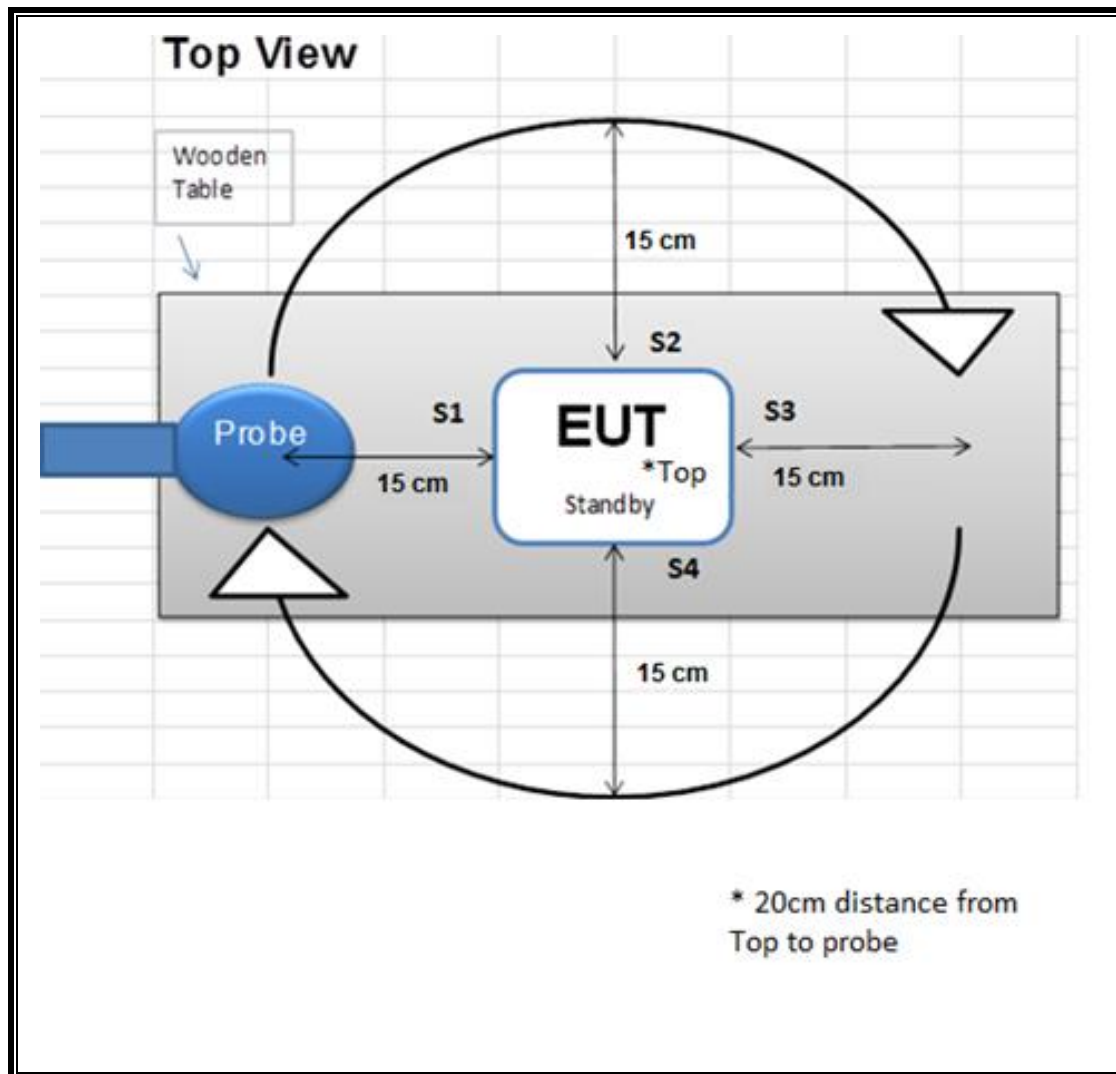 Top View
Wooden
Table
15 cm
S2
S1
S3
Probe
EUT
*Top
15 cm
15 cm
Standby
S4
15 cm
* 20cm distance from
Top to probe